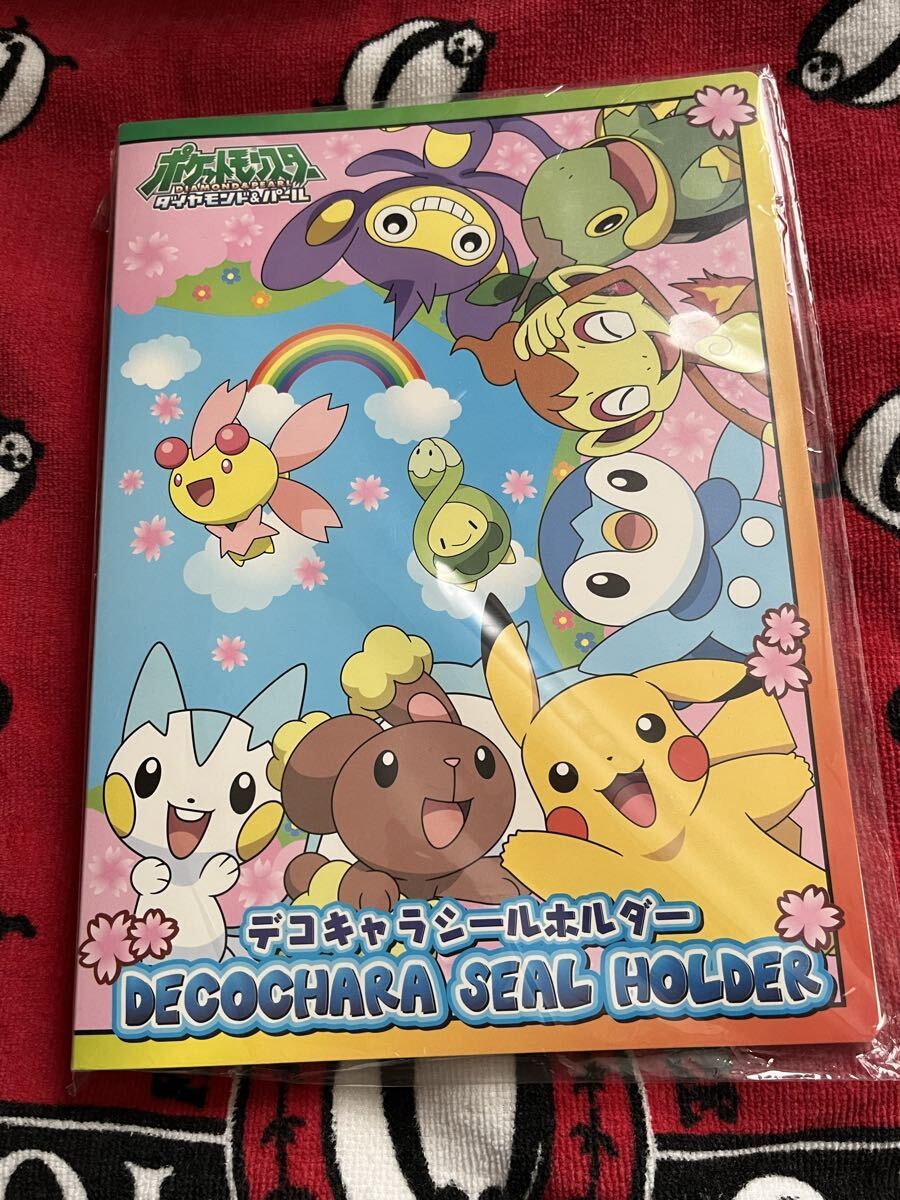 ポケットモンスター
DIAMOND&PEARL
ダイヤモンド&パール
デコキャラシールホルダー
DECOCHARA SEAL HOLDER